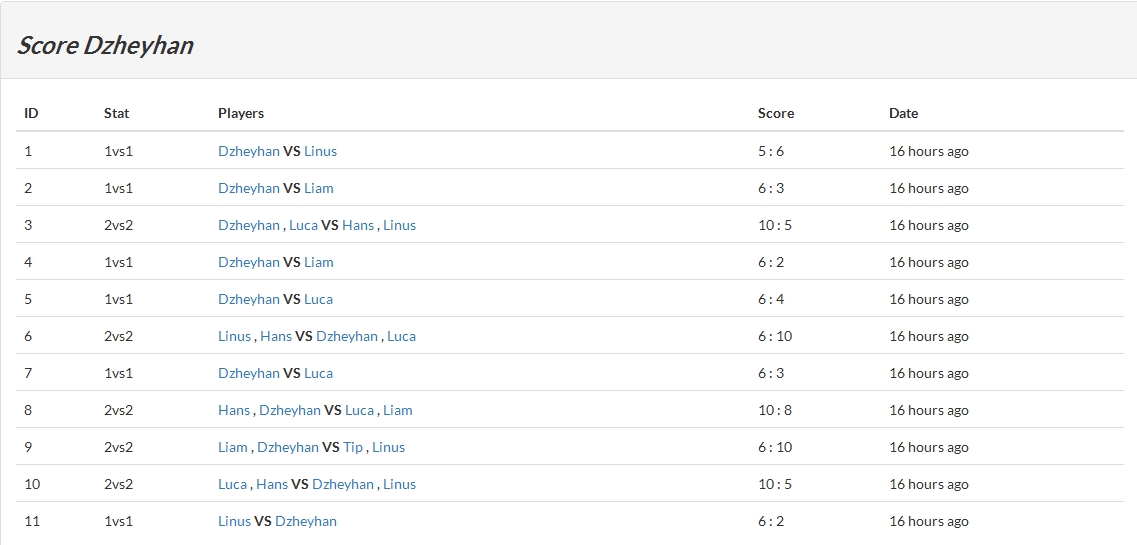 Score Dzheyhan
ID Stat Players Score Date
1 1vs1 Dzheyhan VS Linus 5 : 6 16 hours ago
2 1vs1 Dzheyhan VS Liam 6 : 3 16 hours ago
3 2vs2 Dzheyhan , Luca VS Hans , Linus 10 : 5 16 hours ago
4 1vs1 Dzheyhan VS Liam 6 : 2 16 hours ago
5 1vs1 Dzheyhan VS Luca 6 : 4 16 hours ago
6 2vs2 Linus , Hans VS Dzheyhan , Luca 6 : 10 16 hours ago
7 1vs1 Dzheyhan VS Luca 6 : 3 16 hours ago
8 2vs2 Hans , Dzheyhan VS Luca , Liam 10 : 8 16 hours ago
9 2vs2 Liam , Dzheyhan VS Tip , Linus 6 : 10 16 hours ago
10 2vs2 Luca , Hans VS Dzheyhan , Linus 10 : 5 16 hours ago
11 1vs1 Linus VS Dzheyhan 6 : 2 16 hours ago